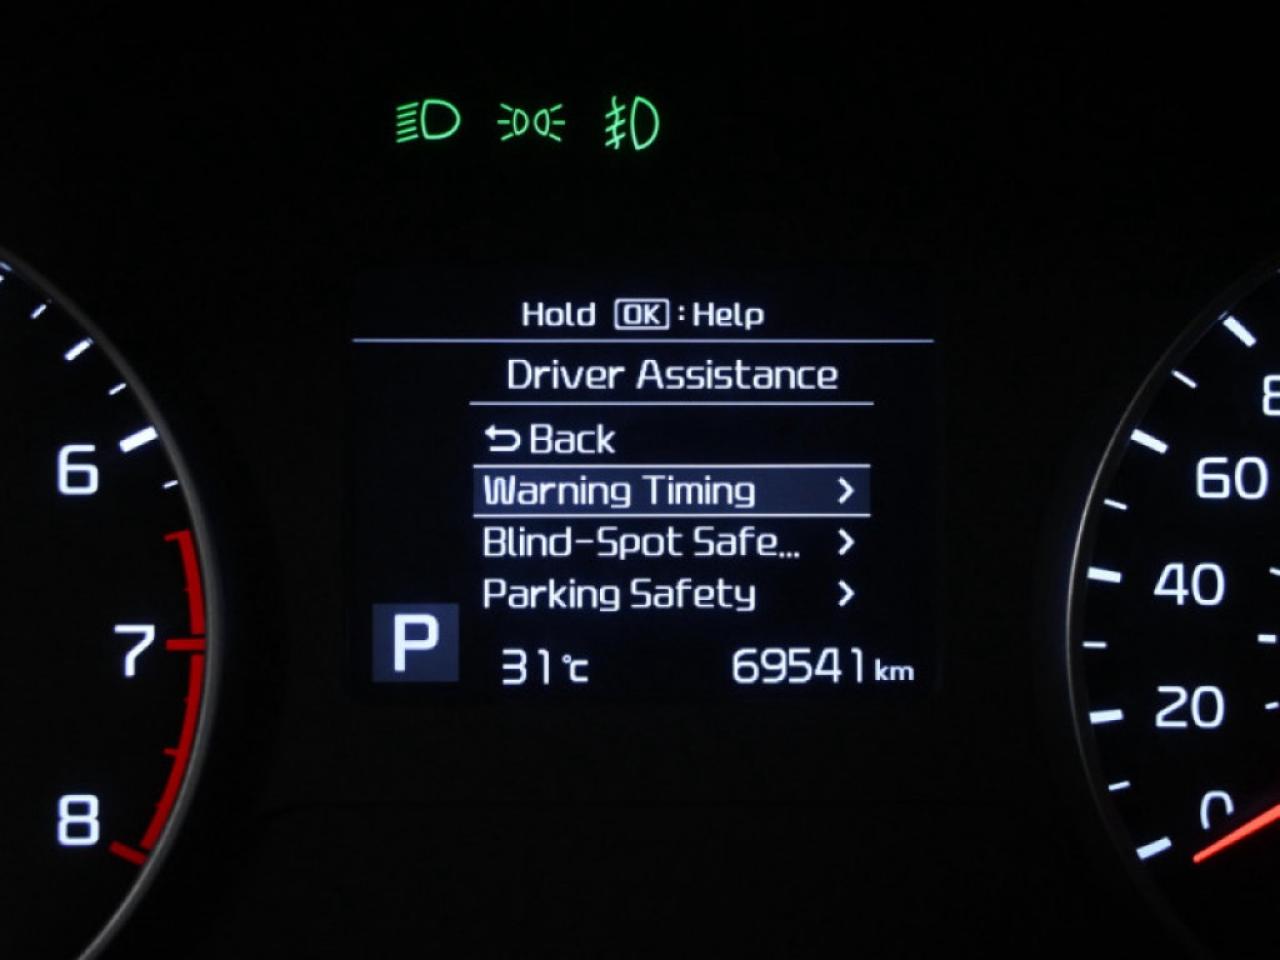 Hold OK : Help
Driver Assistance
Back
Warning Timing
Blind-Spot Safe...
Parking Safety
P
31°C
69541 km
6
7
8
60
40
20
0